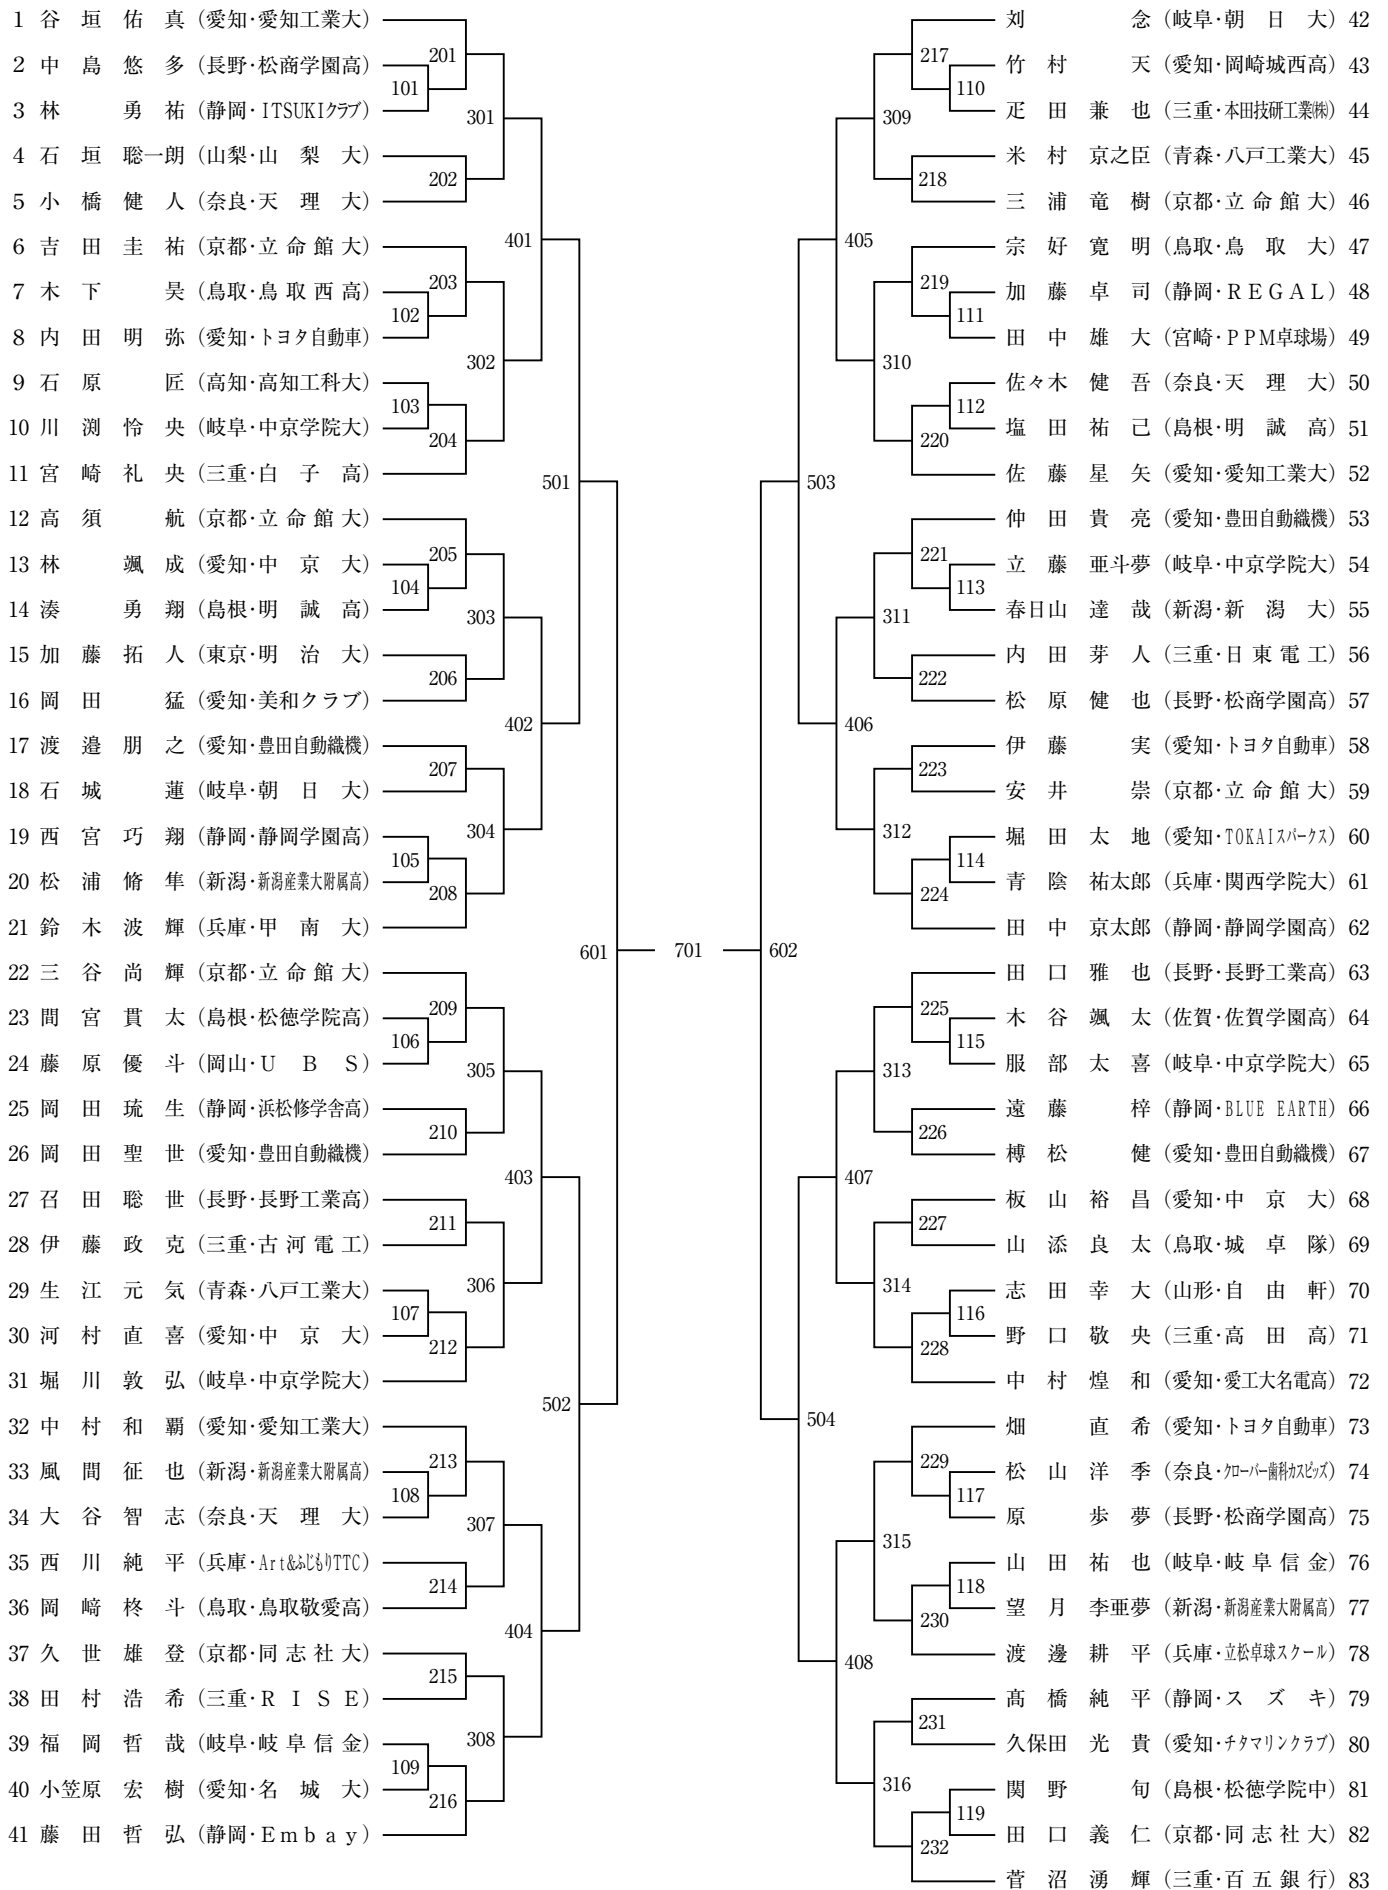 1 谷垣佑真 (愛知・愛知工業大)
2 中島悠多 (長野・松商学園高)
3 林勇祐 (静岡・ITSUKIクラブ)
4 石垣聡一朗 (山梨・山梨大)
5 小橋健人 (奈良・天理大)
6 吉田圭祐 (京都・立命館大)
7 木下昊 (鳥取・鳥取西高)
8 内田明弥 (愛知・トヨタ自動車)
9 石原匠 (高知・高知工科大)
10 川渕怜央 (岐阜・中京学院大)
11 宮崎礼央 (三重・白子高)
12 高須航 (京都・立命館大)
13 林颯成 (愛知・中京大)
14 湊勇翔 (島根・明誠高)
15 加藤拓人 (東京・明治大)
16 岡田猛 (愛知・美和クラブ)
17 渡邉朋之 (愛知・豊田自動織機)
18 石城蓮 (岐阜・朝日大)
19 西宮巧翔 (静岡・静岡学園高)
20 松浦脩隼 (新潟・新潟産業大附属高)
21 鈴木波輝 (兵庫・甲南大)
22 三谷尚輝 (京都・立命館大)
23 間宮貫太 (島根・松徳学院高)
24 藤原優斗 (岡山・UBS)
25 岡田琉生 (静岡・浜松修学舎高)
26 岡田聖世 (愛知・豊田自動織機)
27 召田聡世 (長野・長野工業高)
28 伊藤政克 (三重・古河電工)
29 生江元気 (青森・八戸工業大)
30 河村直喜 (愛知・中京大)
31 堀川敦弘 (岐阜・中京学院大)
32 中村和覇 (愛知・愛知工業大)
33 風間征也 (新潟・新潟産業大附属高)
34 大谷智志 (奈良・天理大)
35 西川純平 (兵庫・Art&ふじもりTTC)
36 岡﨑柊斗 (鳥取・鳥取敬愛高)
37 久世雄登 (京都・同志社大)
38 田村浩希 (三重・RISE)
39 福岡哲哉 (岐阜・岐阜信金)
40 小笠原宏樹 (愛知・名城大)
41 藤田哲弘 (静岡・Embay)
101
102
103
104
105
106
107
108
109
201
202
203
204
205
206
207
208
209
210
211
212
213
214
215
216
301
302
303
304
305
306
307
308
401
402
403
404
501
502
601
701
602
503
504
405
406
407
408
309
310
311
312
313
314
315
316
217
218
219
220
221
222
223
224
225
226
227
228
229
230
231
232
110
111
112
113
114
115
116
117
118
119
刘念 (岐阜・朝日大) 42
竹村天 (愛知・岡崎城西高) 43
疋田兼也 (三重・本田技研工業㈱) 44
米村京之臣 (青森・八戸工業大) 45
三浦竜樹 (京都・立命館大) 46
宗好寛明 (鳥取・鳥取大) 47
加藤卓司 (静岡・REGAL) 48
田中雄大 (宮崎・PPM卓球場) 49
佐々木健吾 (奈良・天理大) 50
塩田祐己 (島根・明誠高) 51
佐藤星矢 (愛知・愛知工業大) 52
仲田貴亮 (愛知・豊田自動織機) 53
立藤亜斗夢 (岐阜・中京学院大) 54
春日山達哉 (新潟・新潟大) 55
内田芽人 (三重・日東電工) 56
松原健也 (長野・松商学園高) 57
伊藤実 (愛知・トヨタ自動車) 58
安井崇 (京都・立命館大) 59
堀田太地 (愛知・TOKAIスパークス) 60
青陰祐太郎 (兵庫・関西学院大) 61
田中京太郎 (静岡・静岡学園高) 62
田口雅也 (長野・長野工業高) 63
木谷颯太 (佐賀・佐賀学園高) 64
服部太喜 (岐阜・中京学院大) 65
遠藤梓 (静岡・BLUE EARTH) 66
榑松健 (愛知・豊田自動織機) 67
板山裕昌 (愛知・中京大) 68
山添良太 (鳥取・城卓隊) 69
志田幸大 (山形・自由軒) 70
野口敬央 (三重・高田高) 71
中村煌和 (愛知・愛工大名電高) 72
畑直希 (愛知・トヨタ自動車) 73
松山洋季 (奈良・クローバー歯科カスピッズ) 74
原歩夢 (長野・松商学園高) 75
山田祐也 (岐阜・岐阜信金) 76
望月李亜夢 (新潟・新潟産業大附属高) 77
渡邊耕平 (兵庫・立松卓球スクール) 78
髙橋純平 (静岡・スズキ) 79
久保田光貴 (愛知・チタマリンクラブ) 80
関野旬 (島根・松徳学院中) 81
田口義仁 (京都・同志社大) 82
菅沼湧輝 (三重・百五銀行) 83